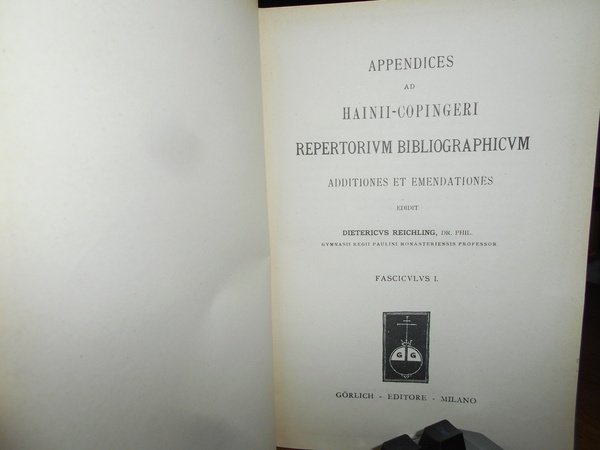 APPENDICES
AD
HAINII-COPINGERI
REPERTORIVM BIBLIOGRAPHICVM
ADDITIONES ET EMENDATIONES
EDIDIT
DIETERICVS REICHLING, DR. PHIL.
GYMNASII REGII PAULINI MONASTERIENSIS PROFESSOR
FASCICVLVS I.
G G
GÖRLICH - EDITORE - MILANO